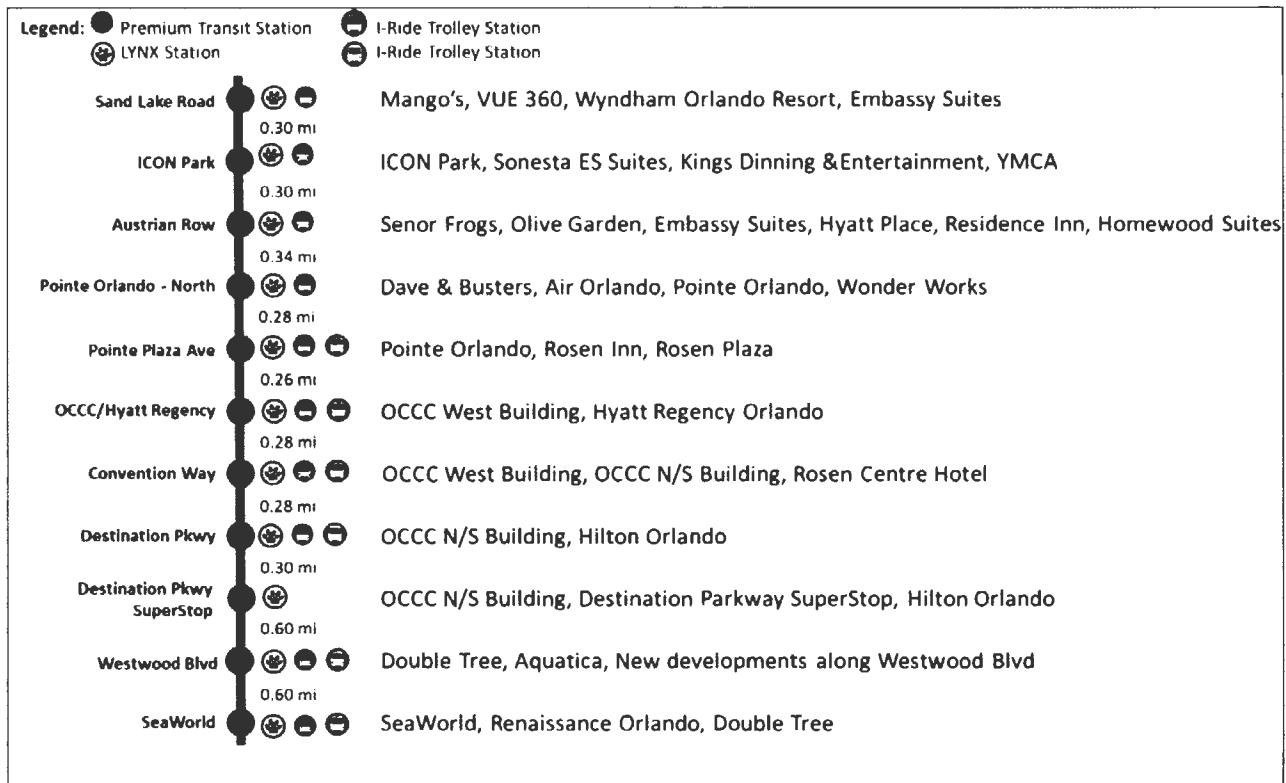 Legend: Premium Transit Station I-Ride Trolley Station
LYNX Station I-Ride Trolley Station
Sand Lake Road Mango's, VUE 360, Wyndham Orlando Resort, Embassy Suites
0.30 mi
ICON Park ICON Park, Sonesta ES Suites, Kings Dinning &Entertainment, YMCA
0.30 mi
Austrian Row Senor Frogs, Olive Garden, Embassy Suites, Hyatt Place, Residence Inn, Homewood Suites
0.34 mi
Pointe Orlando - North Dave & Busters, Air Orlando, Pointe Orlando, Wonder Works
0.28 mi
Pointe Plaza Ave Pointe Orlando, Rosen Inn, Rosen Plaza
0.26 mi
OCCC/Hyatt Regency OCCC West Building, Hyatt Regency Orlando
0.28 mi
Convention Way OCCC West Building, OCCC N/S Building, Rosen Centre Hotel
0.28 mi
Destination Pkwy OCCC N/S Building, Hilton Orlando
0.30 mi
Destination Pkwy
SuperStop OCCC N/S Building, Destination Parkway SuperStop, Hilton Orlando
0.60 mi
Westwood Blvd Double Tree, Aquatica, New developments along Westwood Blvd
0.60 mi
SeaWorld SeaWorld, Renaissance Orlando, Double Tree